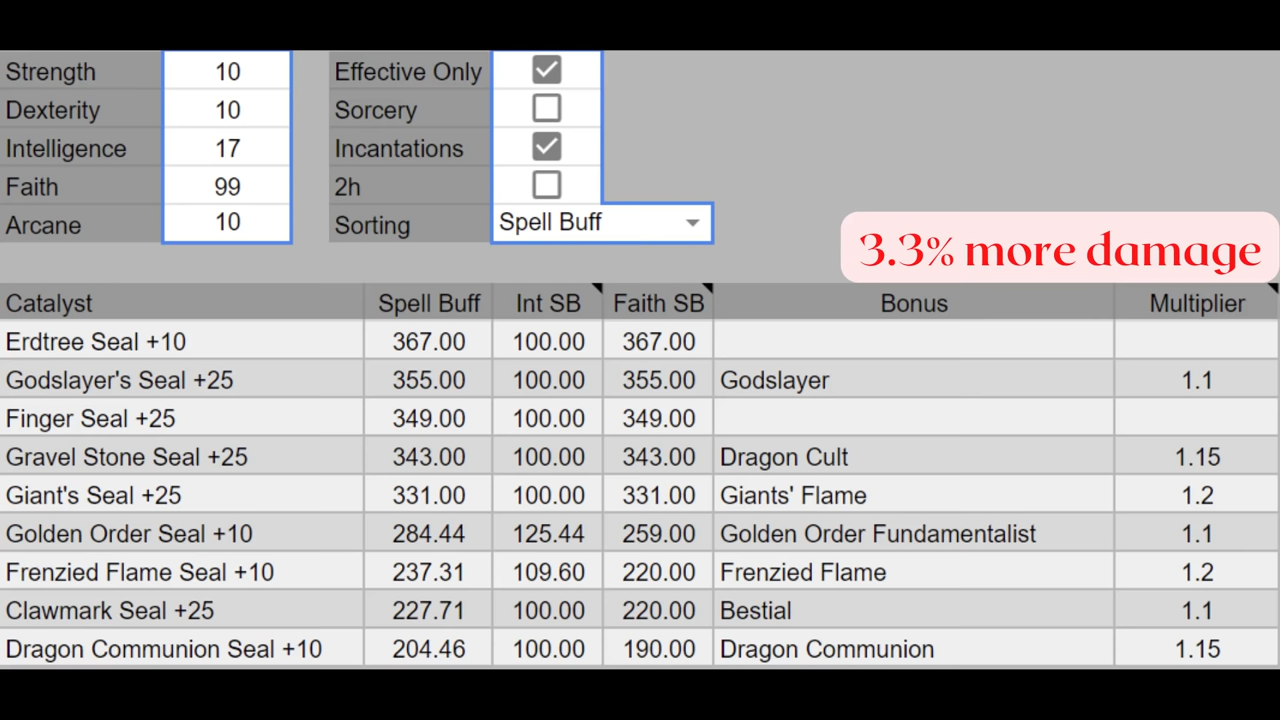 Strength 10 Effective Only
Dexterity 10 Sorcery
Intelligence 17 Incantations
Faith 99 2h
Arcane 10 Sorting Spell Buff
3.3% more damage
Catalyst Spell Buff Int SB Faith SB Bonus Multiplier
Erdtree Seal +10 367.00 100.00 367.00
Godslayer's Seal +25 355.00 100.00 355.00 Godslayer 1.1
Finger Seal +25 349.00 100.00 349.00
Gravel Stone Seal +25 343.00 100.00 343.00 Dragon Cult 1.15
Giant's Seal +25 331.00 100.00 331.00 Giants' Flame 1.2
Golden Order Seal +10 284.44 125.44 259.00 Golden Order Fundamentalist 1.1
Frenzied Flame Seal +10 237.31 109.60 220.00 Frenzied Flame 1.2
Clawmark Seal +25 227.71 100.00 220.00 Bestial 1.1
Dragon Communion Seal +10 204.46 100.00 190.00 Dragon Communion 1.15